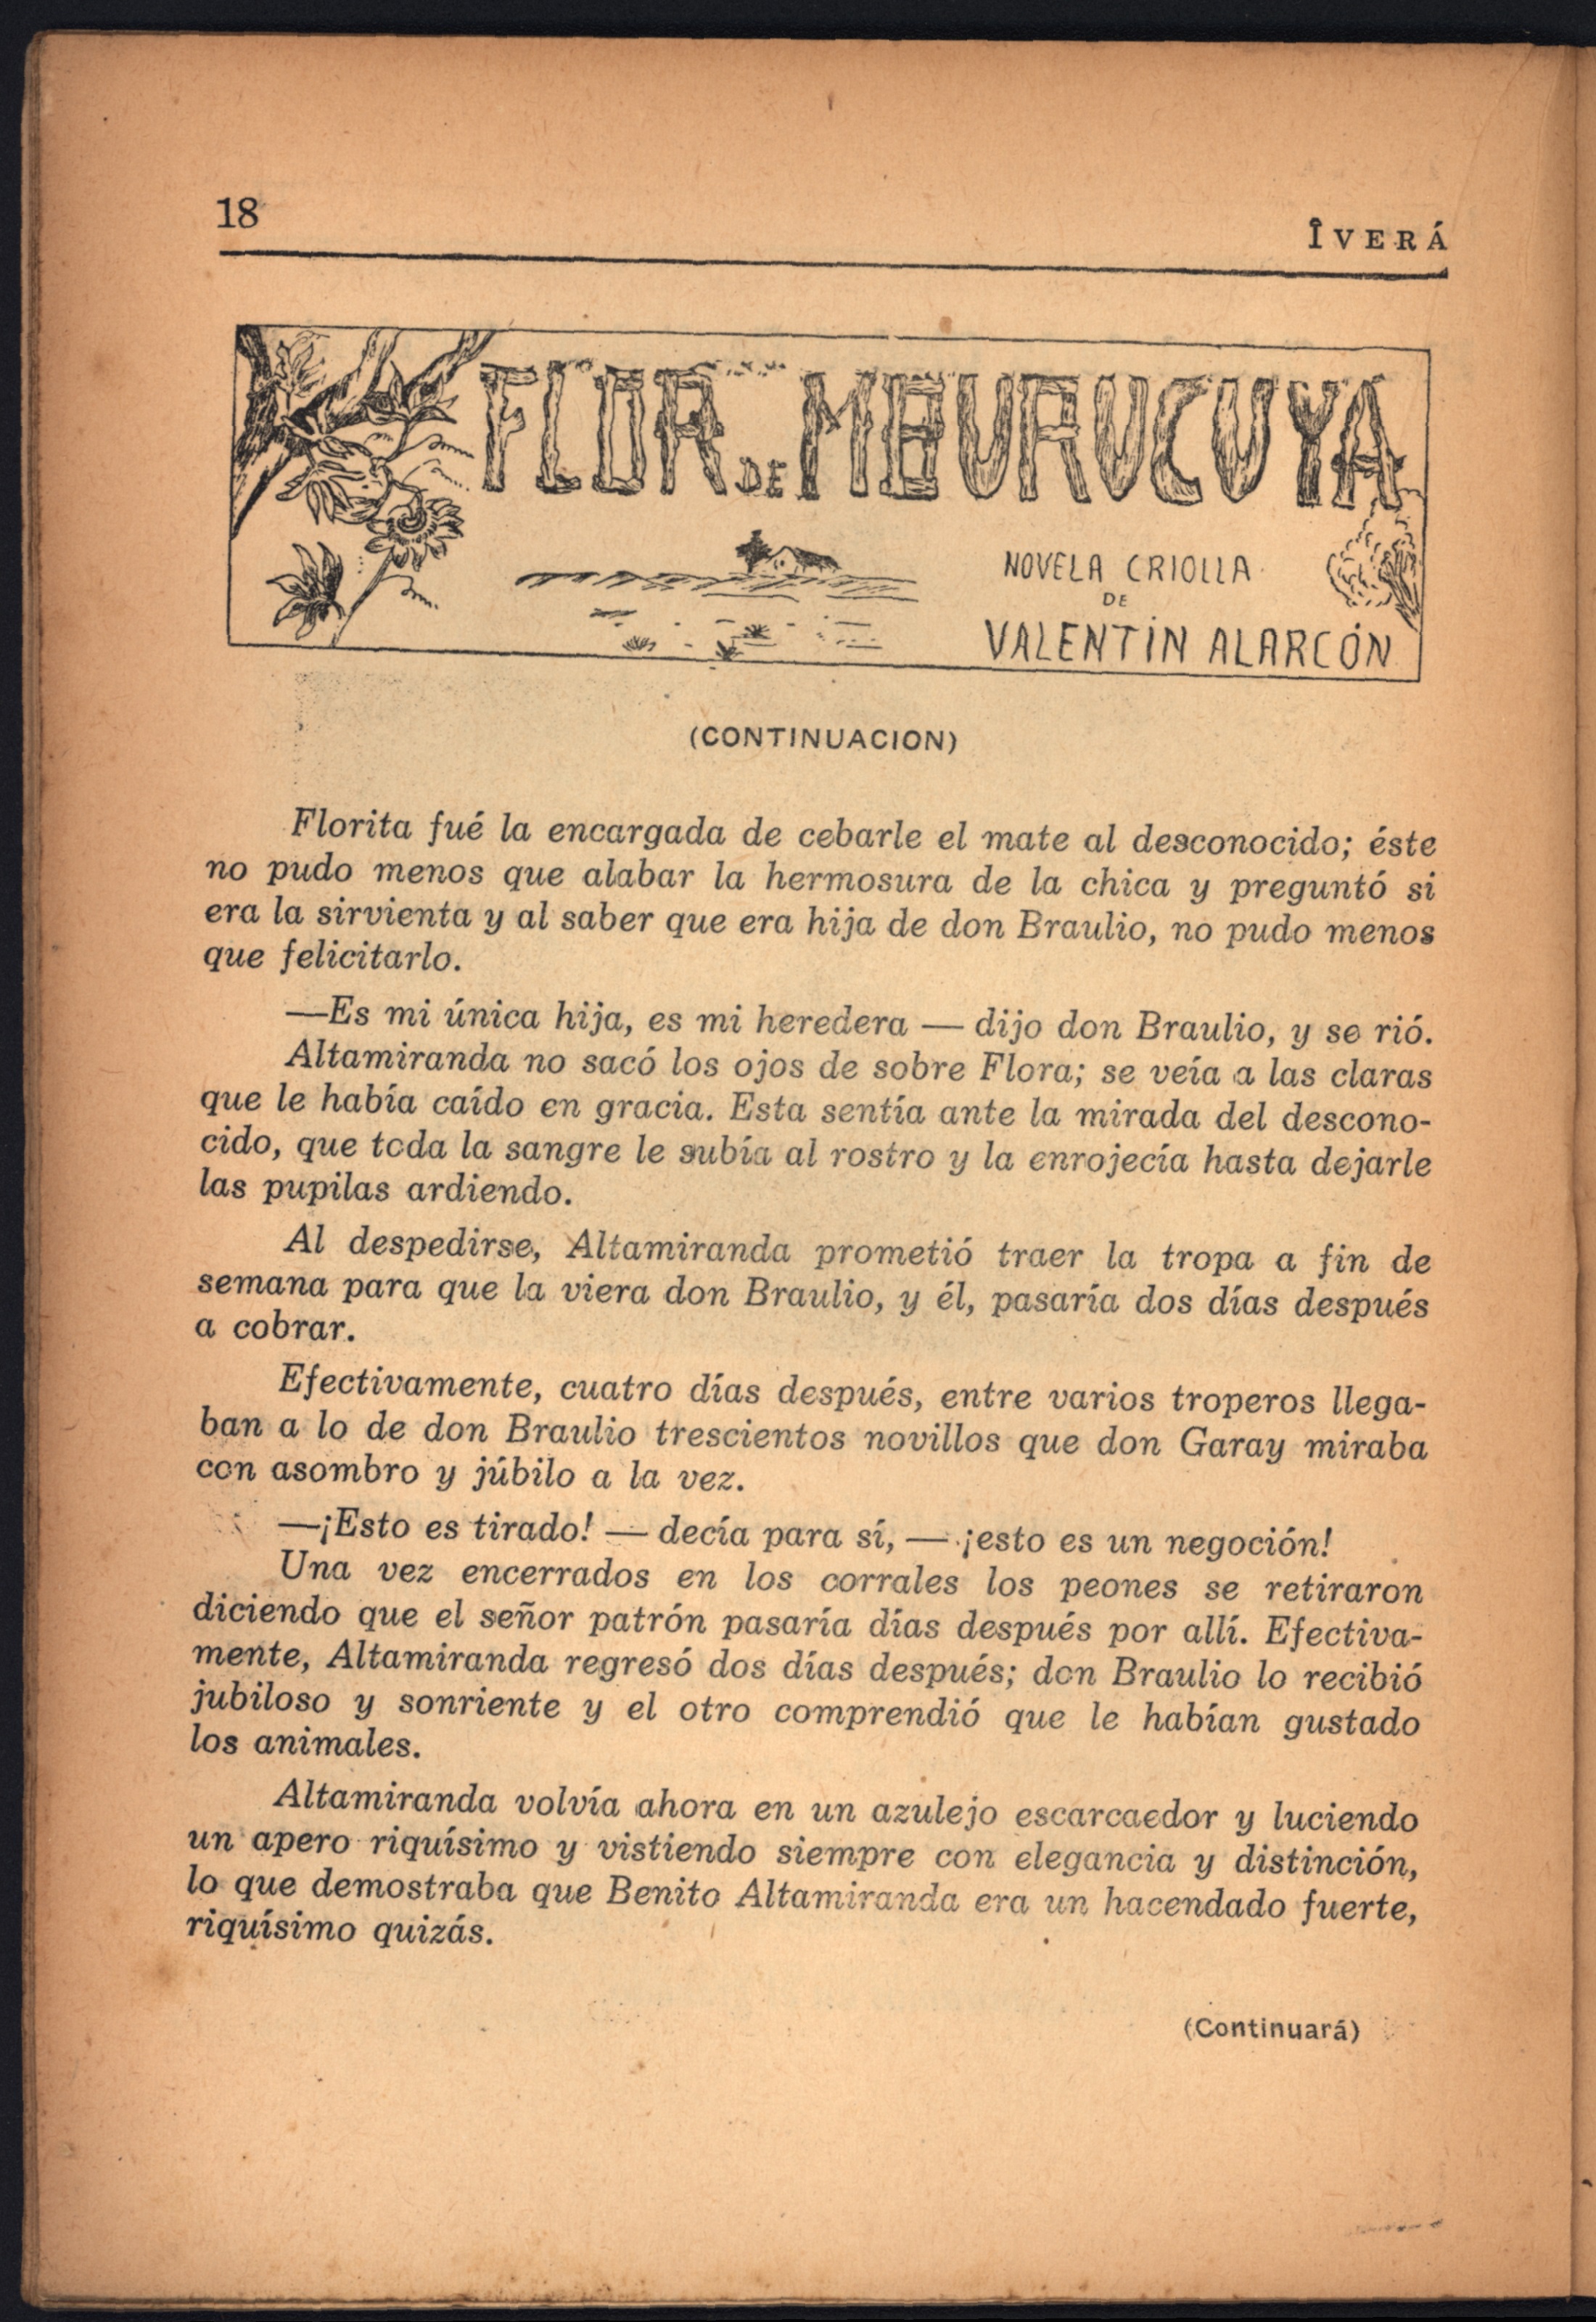 18
ÎVERÁ
FLOR DE MBURUCUYA
NOVELA CRIOLLA
DE
VALENTÍN ALARCÓN
(CONTINUACION)
Florita fué la encargada de cebarle el mate al desconocido; éste
no pudo menos que alabar la hermosura de la chica y preguntó si
era la sirvienta y al saber que era hija de don Braulio, no pudo menos
que felicitarlo.
—Es mi única hija, es mi heredera — dijo don Braulio, y se rió.
Altamiranda no sacó los ojos de sobre Flora; se veía a las claras
que le había caído en gracia. Esta sentía ante la mirada del descono-
cido, que toda la sangre le subía al rostro y la enrojecía hasta dejarle
las pupilas ardiendo.
Al despedirse, Altamiranda prometió traer la tropa a fin de
semana para que la viera don Braulio, y él, pasaría dos días después
a cobrar.
Efectivamente, cuatro días después, entre varios troperos llega-
ban a lo de don Braulio trescientos novillos que don Garay miraba
con asombro y júbilo a la vez.
—¡Esto es tirado! — decía para sí, — ¡esto es un negoción!
Una vez encerrados en los corrales los peones se retiraron
diciendo que el señor patrón pasaría días después por allí. Efectiva-
mente, Altamiranda regresó dos días después; don Braulio lo recibió
jubiloso y sonriente y el otro comprendió que le habían gustado
los animales.
Altamiranda volvía ahora en un azulejo escarcaedor y luciendo
un apero riquísimo y vistiendo siempre con elegancia y distinción,
lo que demostraba que Benito Altamiranda era un hacendado fuerte,
riquísimo quizás.
(Continuará)